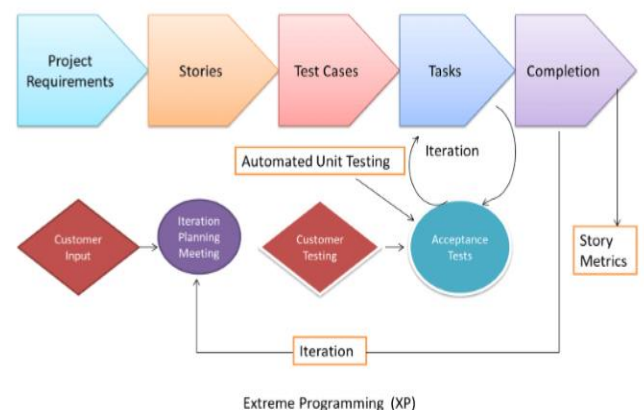 Project
Requirements
Stories
Test Cases
Tasks
Completion
Automated Unit Testing
Iteration
Customer
Input
Iteration
Planning
Meeting
Customer
Testing
Acceptance
Tests
Story
Metrics
Iteration
Extreme Programming (XP)